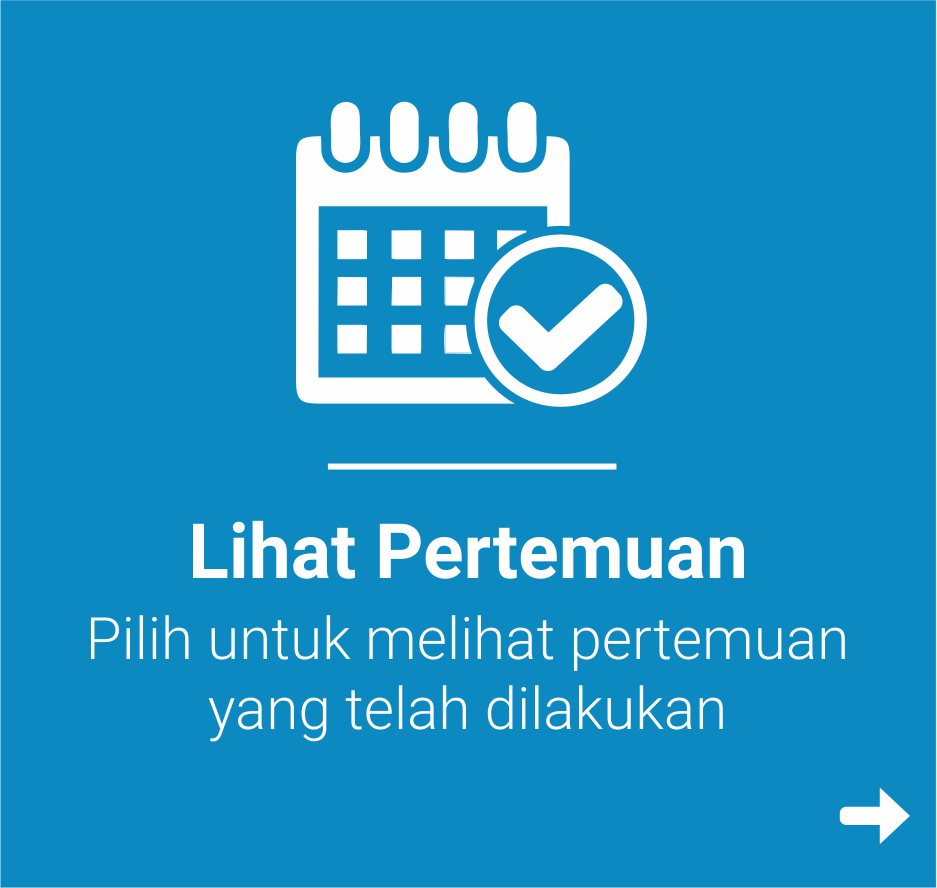 Lihat Pertemuan
Pilih untuk melihat pertemuan
yang telah dilakukan